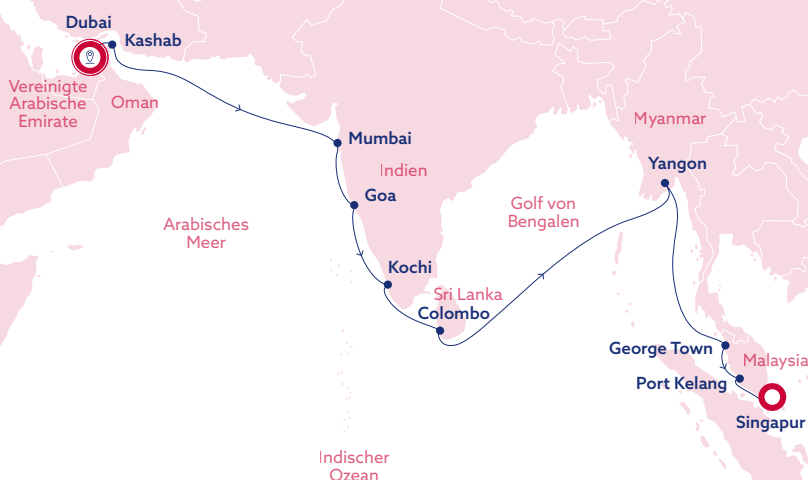 Dubai
Kashab
Vereinigte
Arabische
Emirate
Oman
Mumbai
Indien
Goa
Arabisches
Meer
Kochi
Sri Lanka
Colombo
Golf von
Bengalen
Myanmar
Yangon
George Town
Malaysia
Port Kelang
Singapur
Indischer
Ozean